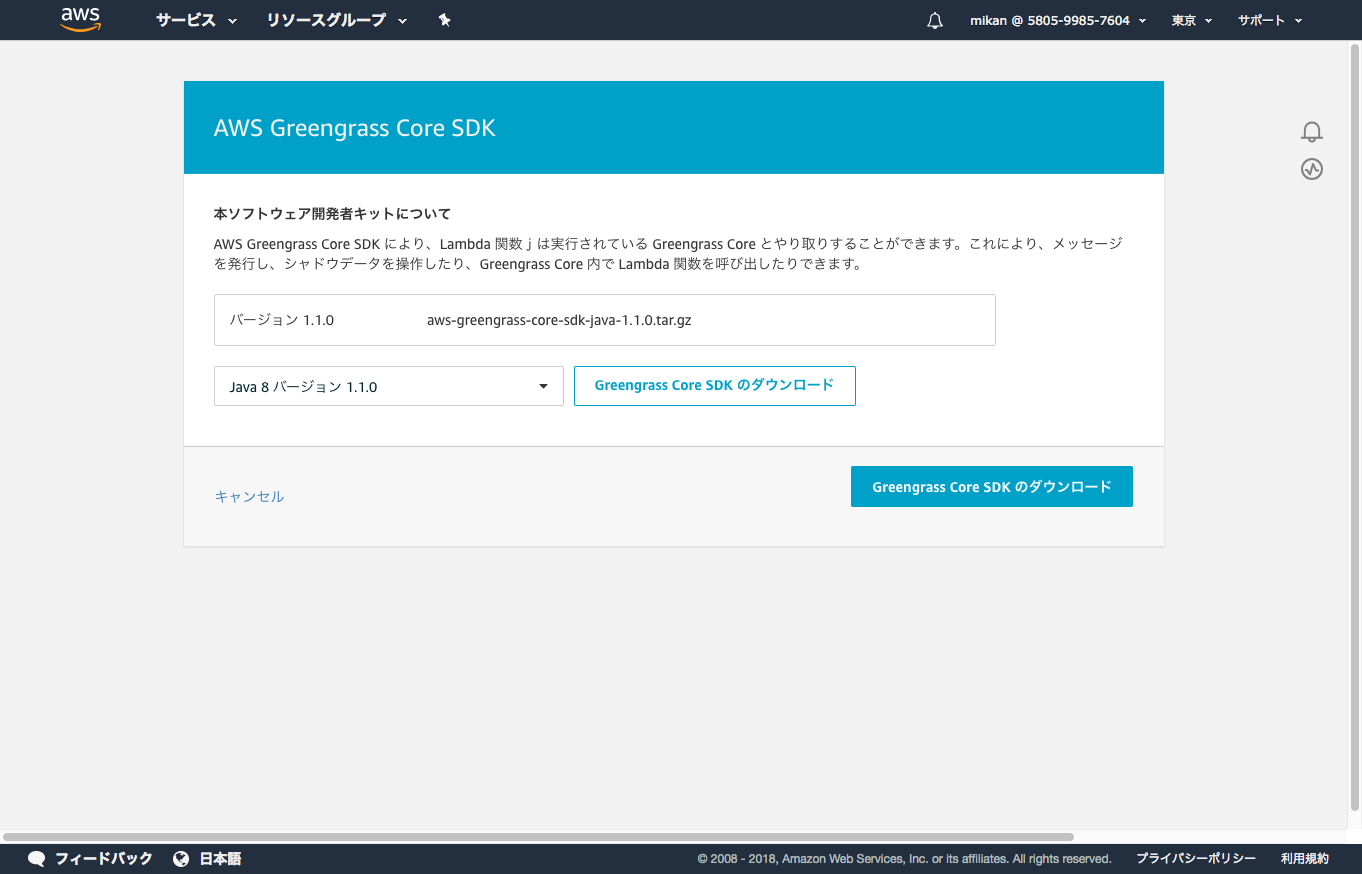 aws サービス リソースグループ mikan @ 5805-9985-7604 東京 サポート
AWS Greengrass Core SDK
本ソフトウェア開発者キットについて
AWS Greengrass Core SDK により、Lambda 関数 j は実行されている Greengrass Core とやり取りすることができます。これにより、メッセージ
を発行し、シャドウデータを操作したり、Greengrass Core 内で Lambda 関数を呼び出したりできます。
バージョン 1.1.0 aws-greengrass-core-sdk-java-1.1.0.tar.gz
Java 8 バージョン 1.1.0 Greengrass Core SDK のダウンロード
キャンセル Greengrass Core SDK のダウンロード
フィードバック 日本語 © 2008 - 2018, Amazon Web Services, Inc. or its affiliates. All rights reserved. プライバシーポリシー 利用規約